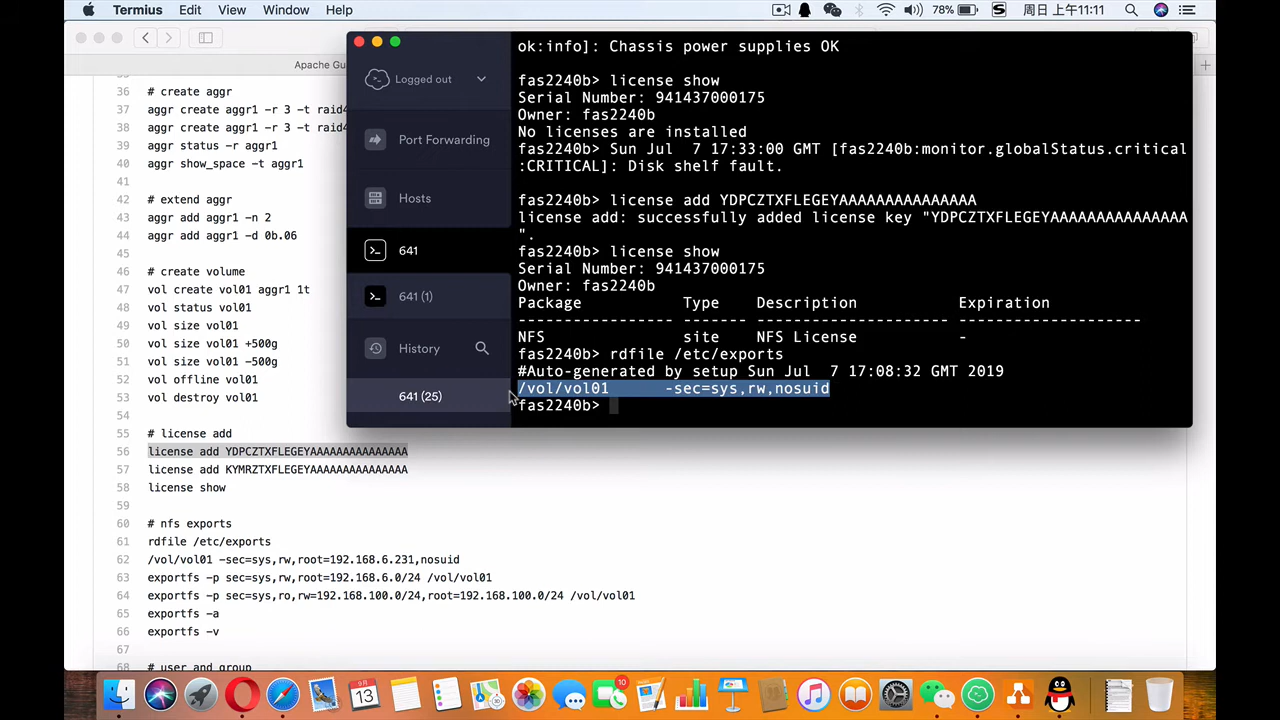 Termius Edit View Window Help 78% 周日 上午11:11
Apache Gu
36 # create aggr
37 aggr create aggr1 -r 3 -t raid4
38 aggr create aggr1 -r 3 -t raid4
39 aggr status -r aggr1
40 aggr show_space -t aggr1
41
42 # extend aggr
43 aggr add aggr1 -n 2
44 aggr add aggr1 -d 0b.06
45
46 # create volume
47 vol create vol01 aggr1 1t
48 vol status vol01
49 vol size vol01
50 vol size vol01 +500g
51 vol size vol01 -500g
52 vol offline vol01
53 vol destroy vol01
54
55 # license add
56 license add YDPCZTXFLEGEYAAAAAAAAAAAAAAA
57 license add KYMRZTXFLEGEYAAAAAAAAAAAAAAA
58 license show
59
60 # nfs exports
61 rdfile /etc/exports
62 /vol/vol01 -sec=sys,rw,root=192.168.6.231,nosuid
63 exportfs -p sec=sys,rw,root=192.168.6.0/24 /vol/vol01
64 exportfs -p sec=sys,ro,rw=192.168.100.0/24,root=192.168.100.0/24 /vol/vol01
65 exportfs -a
66 exportfs -v
67
68 # user and group
Logged out
Port Forwarding
Hosts
641
641 (1)
History
641 (25)
ok:info]: Chassis power supplies OK
fas2240b> license show
Serial Number: 941437000175
Owner: fas2240b
No licenses are installed
fas2240b> Sun Jul 7 17:33:00 GMT [fas2240b:monitor.globalStatus.critical
:CRITICAL]: Disk shelf fault.
fas2240b> license add YDPCZTXFLEGEYAAAAAAAAAAAAAAA
license add: successfully added license key "YDPCZTXFLEGEYAAAAAAAAAAAAAAA
".
fas2240b> license show
Serial Number: 941437000175
Owner: fas2240b
Package Type Description Expiration
----------------- ------- --------------------- --------------------
NFS site NFS License -
fas2240b> rdfile /etc/exports
#Auto-generated by setup Sun Jul 7 17:08:32 GMT 2019
/vol/vol01 -sec=sys,rw,nosuid
fas2240b>
9月
13
10